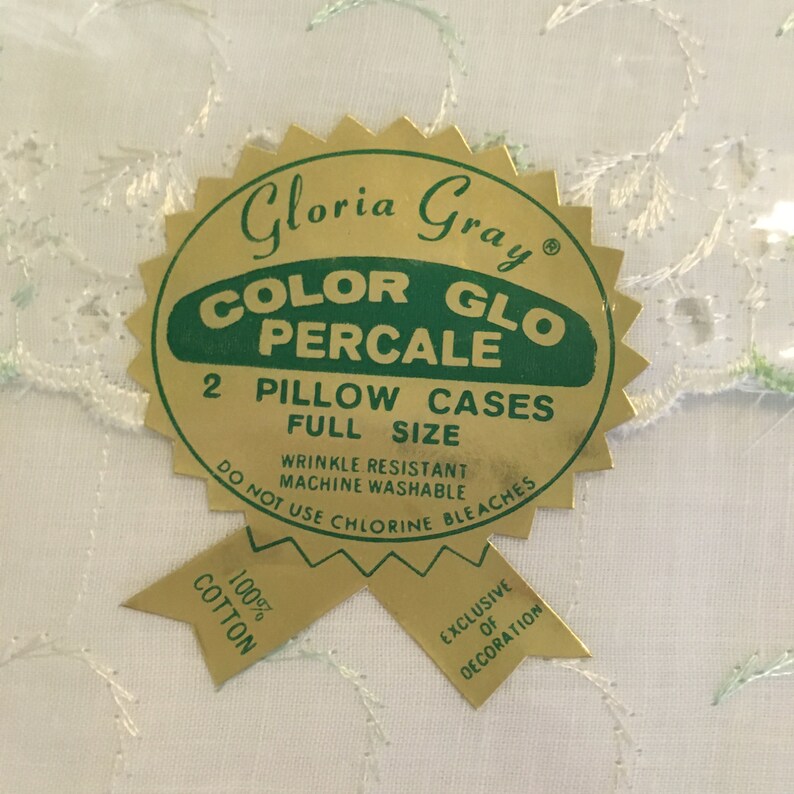 Gloria Gray®
COLOR GLO
PERCALE
2 PILLOW CASES
FULL SIZE
WRINKLE RESISTANT
MACHINE WASHABLE
DO NOT USE CHLORINE BLEACHES
100%
COTTON
EXCLUSIVE
OF
DECORATION